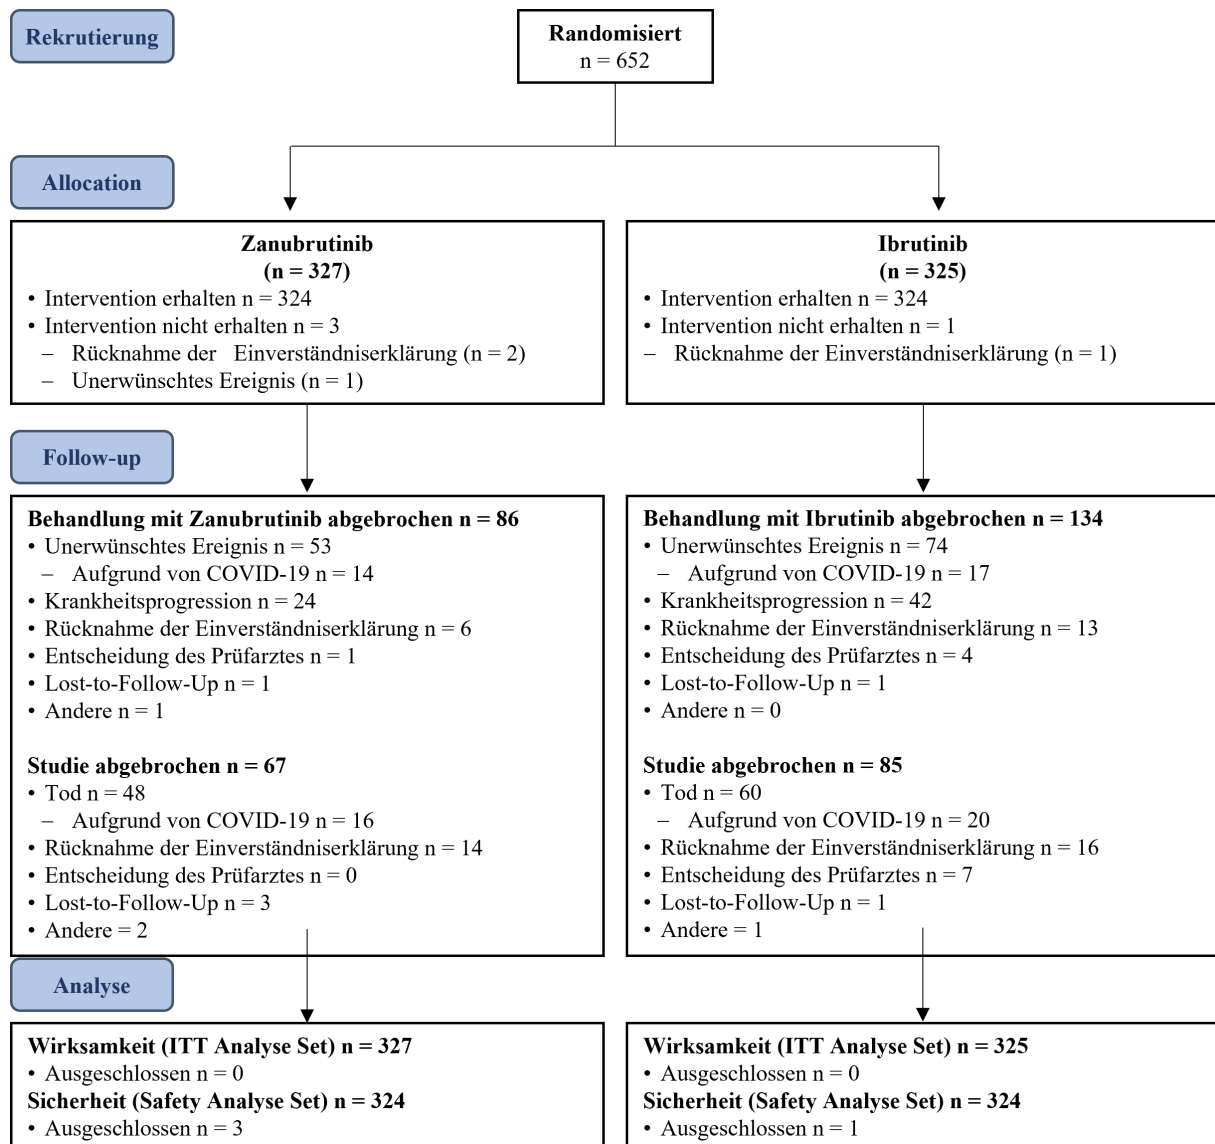 Rekrutierung
Randomisiert
n = 652
Allocation
Zanubrutinib
(n = 327)
• Intervention erhalten n = 324
• Intervention nicht erhalten n = 3
– Rücknahme der Einverständniserklärung (n = 2)
– Unerwünschtes Ereignis (n = 1)
Ibrutinib
(n = 325)
• Intervention erhalten n = 324
• Intervention nicht erhalten n = 1
– Rücknahme der Einverständniserklärung (n = 1)
Follow-up
Behandlung mit Zanubrutinib abgebrochen n = 86
• Unerwünschtes Ereignis n = 53
– Aufgrund von COVID-19 n = 14
• Krankheitsprogression n = 24
• Rücknahme der Einverständniserklärung n = 6
• Entscheidung des Prüfarztes n = 1
• Lost-to-Follow-Up n = 1
• Andere n = 1
Studie abgebrochen n = 67
• Tod n = 48
– Aufgrund von COVID-19 n = 16
• Rücknahme der Einverständniserklärung n = 14
• Entscheidung des Prüfarztes n = 0
• Lost-to-Follow-Up n = 3
• Andere = 2
Behandlung mit Ibrutinib abgebrochen n = 134
• Unerwünschtes Ereignis n = 74
– Aufgrund von COVID-19 n = 17
• Krankheitsprogression n = 42
• Rücknahme der Einverständniserklärung n = 13
• Entscheidung des Prüfarztes n = 4
• Lost-to-Follow-Up n = 1
• Andere n = 0
Studie abgebrochen n = 85
• Tod n = 60
– Aufgrund von COVID-19 n = 20
• Rücknahme der Einverständniserklärung n = 16
• Entscheidung des Prüfarztes n = 7
• Lost-to-Follow-Up n = 1
• Andere = 1
Analyse
Wirksamkeit (ITT Analyse Set) n = 327
• Ausgeschlossen n = 0
Sicherheit (Safety Analyse Set) n = 324
• Ausgeschlossen n = 3
Wirksamkeit (ITT Analyse Set) n = 325
• Ausgeschlossen n = 0
Sicherheit (Safety Analyse Set) n = 324
• Ausgeschlossen n = 1